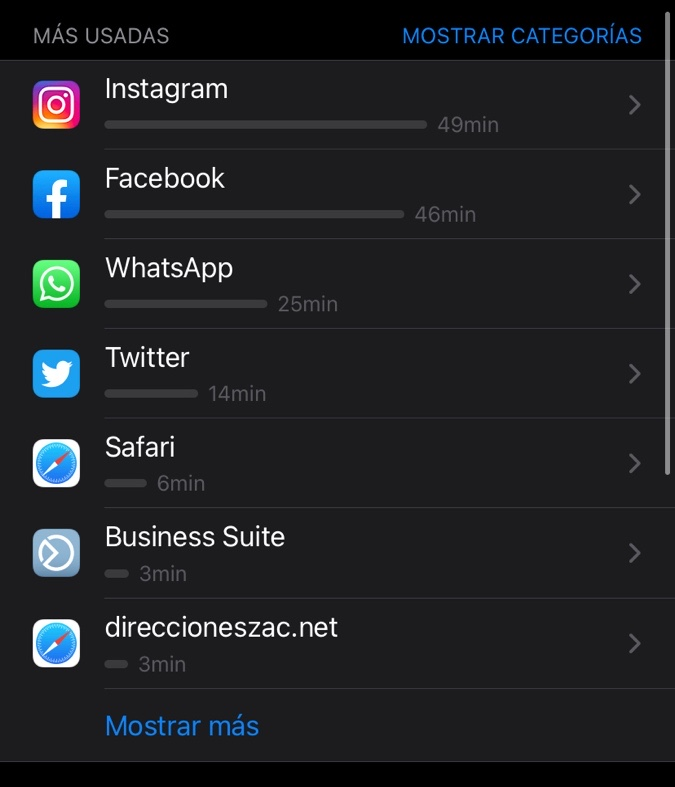 MÁS USADAS MOSTRAR CATEGORÍAS
Instagram
49min
Facebook
46min
WhatsApp
25min
Twitter
14min
Safari
6min
Business Suite
3min
direccioneszac.net
3min
Mostrar más